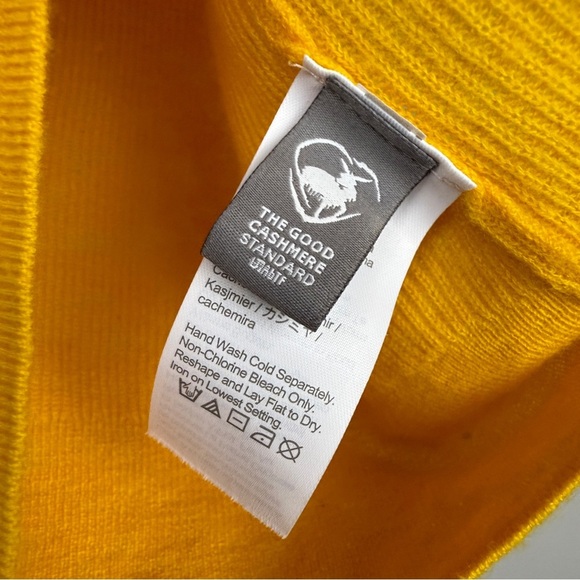 THE GOOD
CASHMERE
STANDARD
Kasjmier / カシミヤ /
cachemira
Hand Wash Cold Separately.
Non-Chlorine Bleach Only.
Reshape and Lay Flat to Dry.
Iron on Lowest Setting.